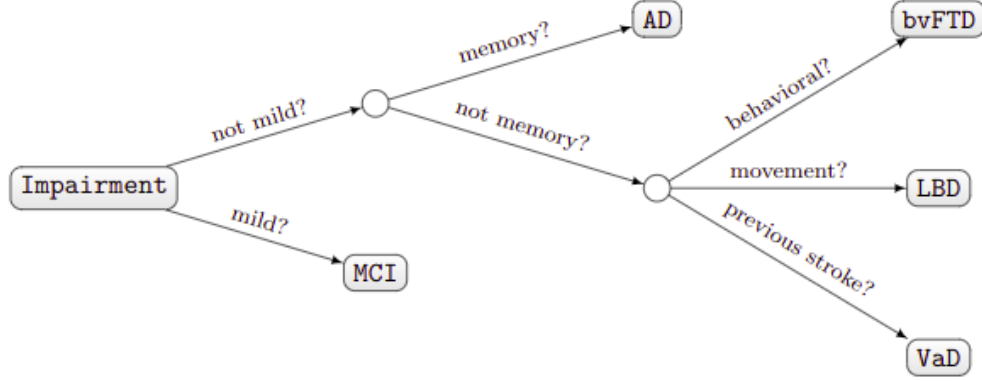 Impairment
not mild?
mild?
MCI
memory?
not memory?
AD
behavioral?
movement?
previous stroke?
bvFTD
LBD
VaD